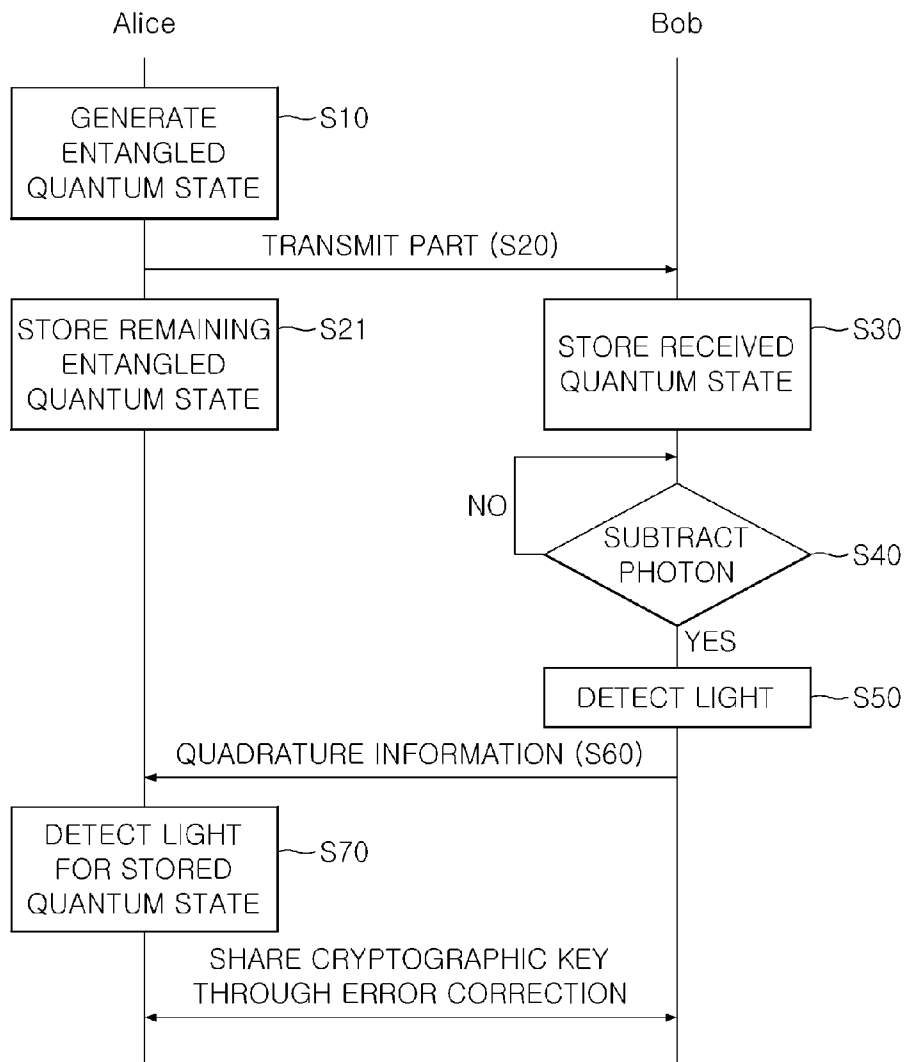 Alice
Bob
GENERATE
ENTANGLED
QUANTUM STATE
S10
TRANSMIT PART (S20)
STORE REMAINING
ENTANGLED
QUANTUM STATE
S21
STORE RECEIVED
QUANTUM STATE
S30
NO
SUBTRACT
PHOTON
S40
YES
DETECT LIGHT
S50
QUADRATURE INFORMATION (S60)
DETECT LIGHT
FOR STORED
QUANTUM STATE
S70
SHARE CRYPTOGRAPHIC KEY
THROUGH ERROR CORRECTION